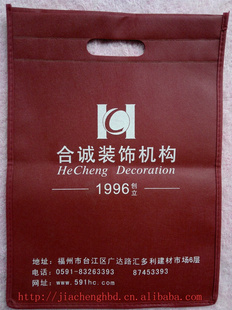 合诚装饰机构
HeCheng Decoration
1996创立
地址：福州市台江区广达路汇多利建材市场6层
电话：0591-83263393 87453393
网址：www.591hc.com
http://jiachenghbd.cn.alibaba.com